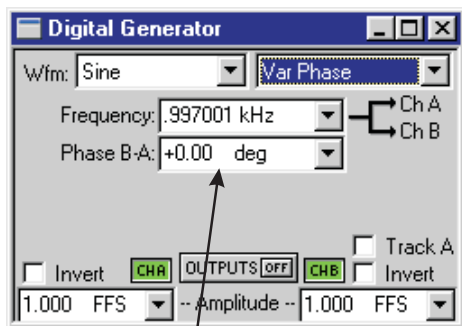 Digital Generator
Wfm: Sine Var Phase
Frequency: .997001 kHz Ch A
Ch B
Phase B-A: +0.00 deg
Track A
Invert CHA OUTPUTS OFF CHB Invert
1.000 FFS -- Amplitude -- 1.000 FFS